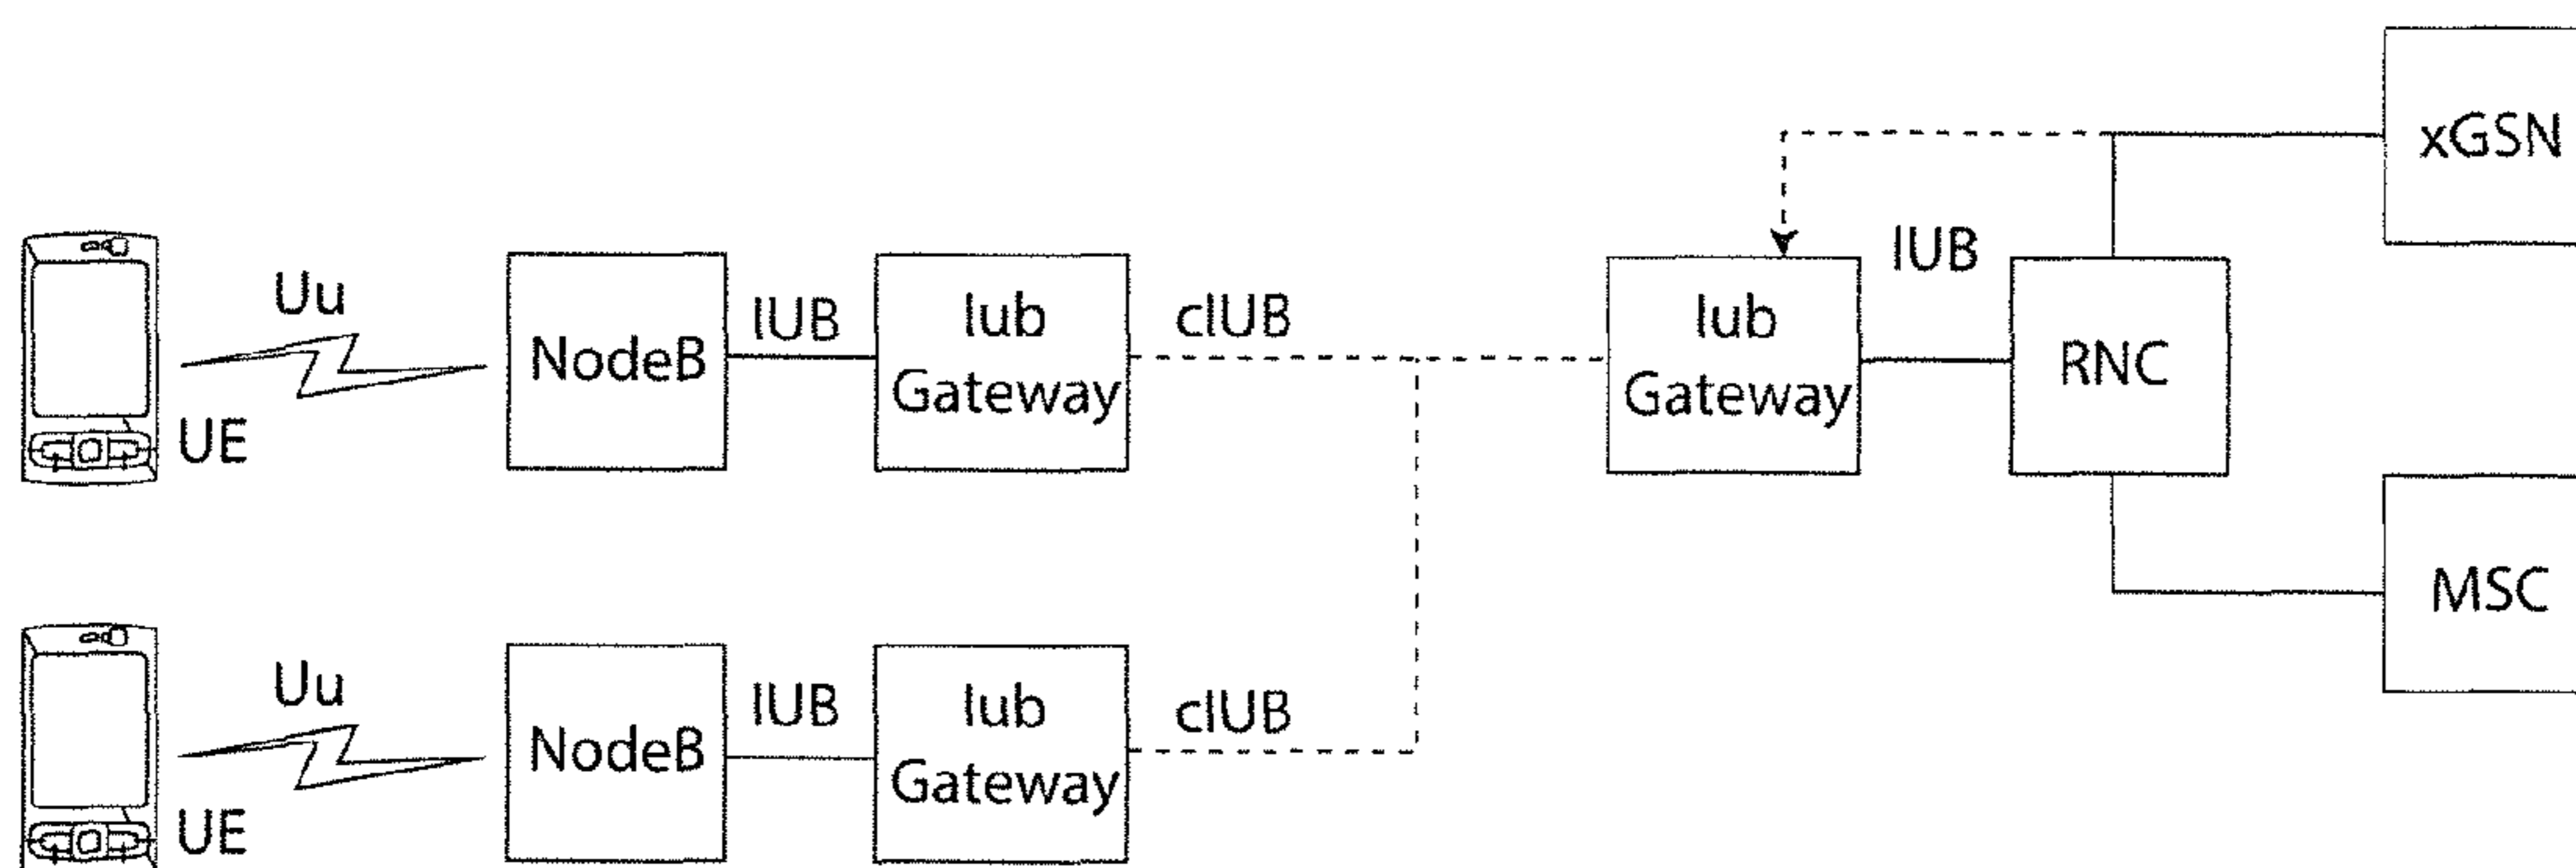 xGSN
Uu
UE
NodeB
IUB
Iub
Gateway
cIUB
Iub
Gateway
IUB
RNC
MSC
Uu
UE
NodeB
IUB
Iub
Gateway
cIUB